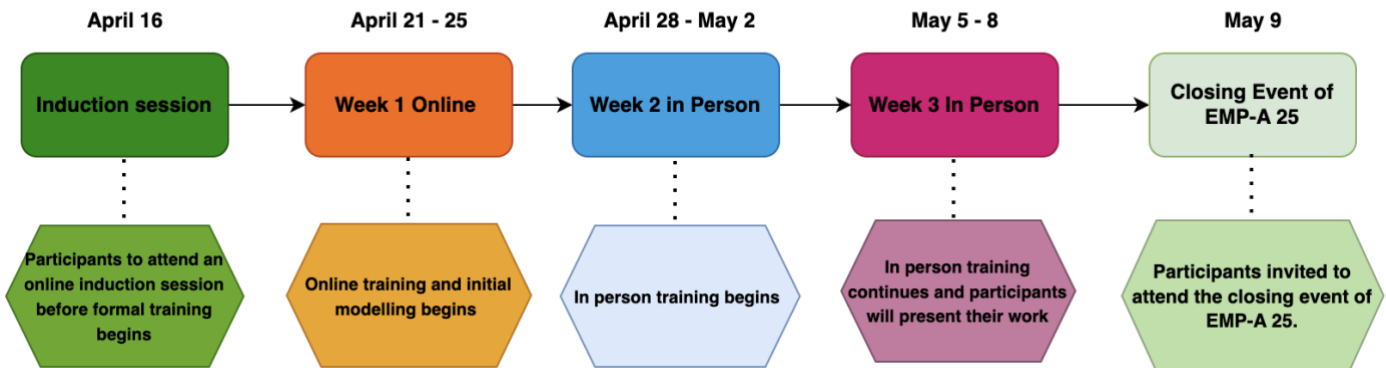 April 16
April 21 - 25
April 28 - May 2
May 5 - 8
May 9
Induction session
Week 1 Online
Week 2 in Person
Week 3 In Person
Closing Event of
EMP-A 25
Participants to attend an
online induction session
before formal training
begins
Online training and initial
modelling begins
In person training begins
In person training
continues and participants
will present their work
Participants invited to
attend the closing event of
EMP-A 25.